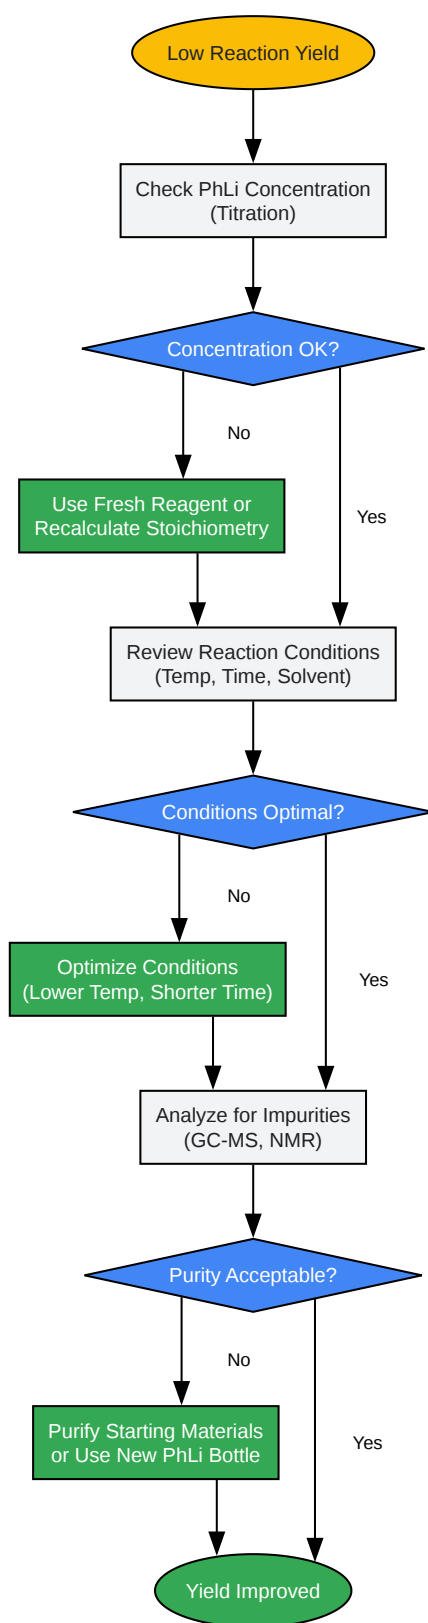 Low Reaction Yield
Check PhLi Concentration
(Titration)
Concentration OK?
No
Use Fresh Reagent or
Recalculate Stoichiometry
Yes
Review Reaction Conditions
(Temp, Time, Solvent)
Conditions Optimal?
No
Optimize Conditions
(Lower Temp, Shorter Time)
Yes
Analyze for Impurities
(GC-MS, NMR)
Purity Acceptable?
No
Purify Starting Materials
or Use New PhLi Bottle
Yes
Yield Improved